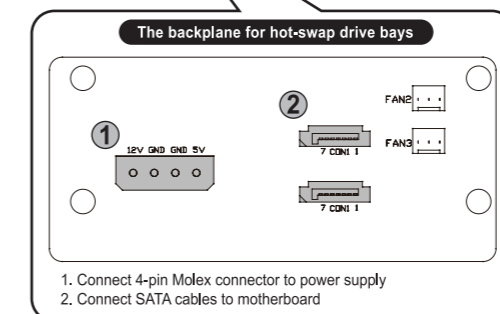 The backplane for hot-swap drive bays
1
2
12V GND GND 5V
FAN2
FAN3
7 CON1 1
7 CON1 1
1. Connect 4-pin Molex connector to power supply
2. Connect SATA cables to motherboard